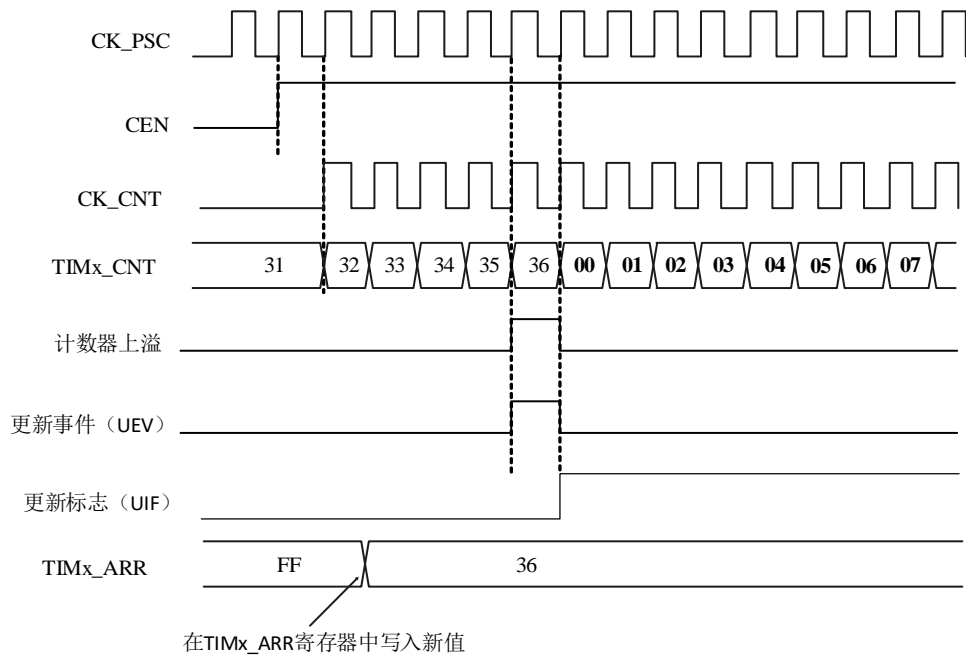 CK_PSC
CEN
CK_CNT
TIMx_CNT 31 32 33 34 35 36 00 01 02 03 04 05 06 07
计数器上溢
更新事件（UEV）
更新标志（UIF）
TIMx_ARR FF 36
在TIMx_ARR寄存器中写入新值